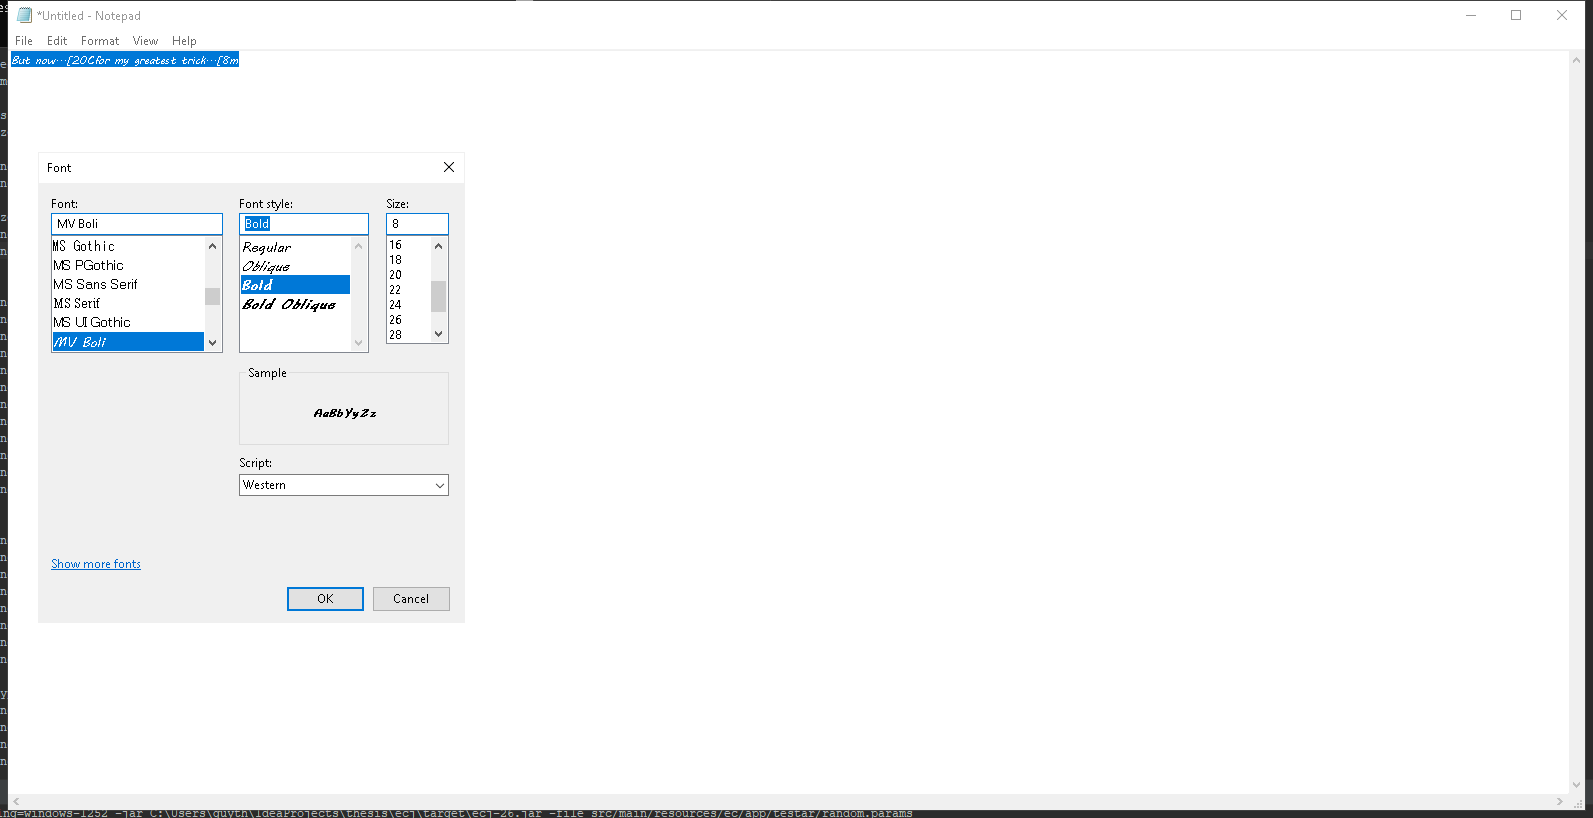 *Untitled - Notepad
File Edit Format View Help
But now...[20Cfor my greatest trick...[8m
Font
Font: Font style: Size:
MV Boli Bold 8
MS Gothic
MS PGothic
MS Sans Serif
MS Serif
MS UI Gothic
MV Boli
Regular
Oblique
Bold
Bold Oblique
16
18
20
22
24
26
28
Sample
AaBbYyZz
Script:
Western
Show more fonts
OK Cancel
ing=windows-1252 -jar C:\Users\guyth\IdeaProjects\thesis\ecj\target\ecj-26.jar -file src/main/resources/ec/app/testar/random.params